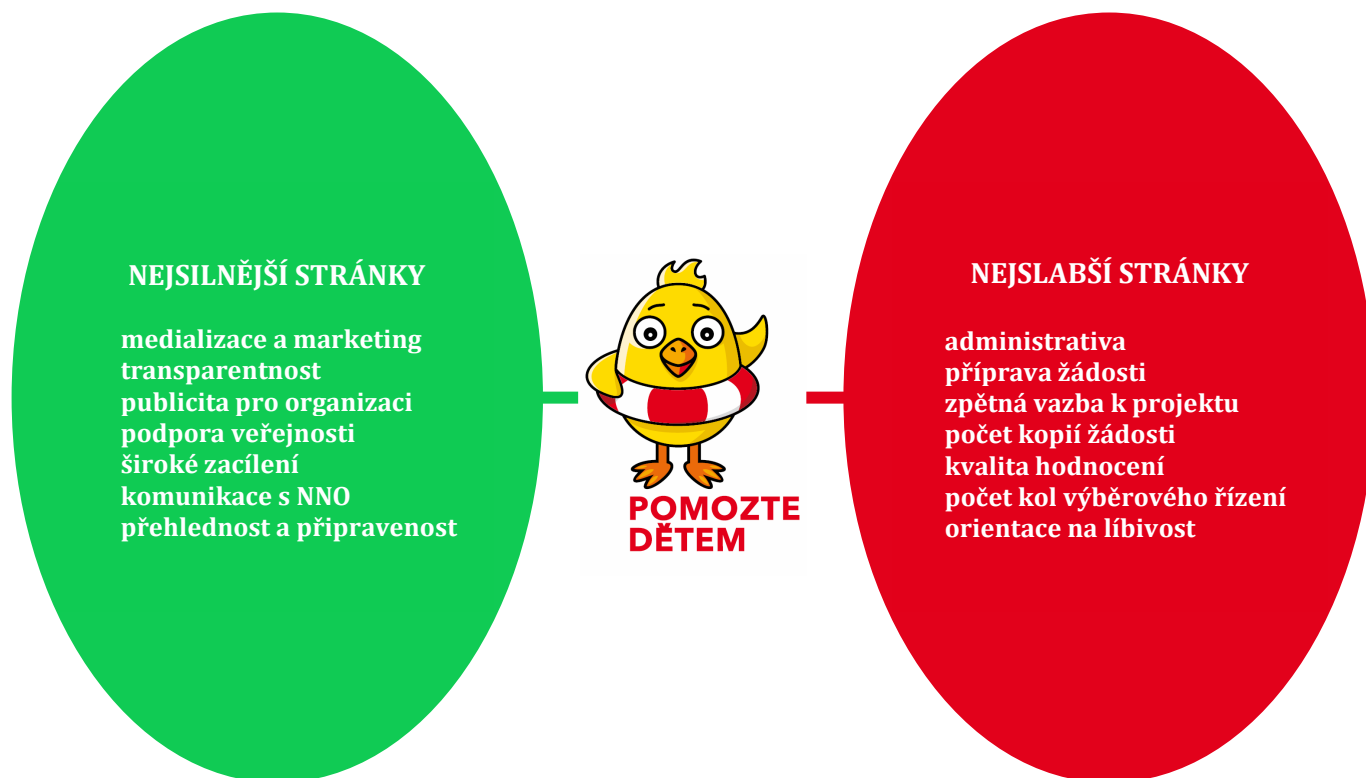 NEJSILNĚJŠÍ STRÁNKY
medializace a marketing
transparentnost
publicita pro organizaci
podpora veřejnosti
široké zacílení
komunikace s NNO
přehlednost a připravenost
POMOZTE
DĚTEM
NEJSLABŠÍ STRÁNKY
administrativa
příprava žádosti
zpětná vazba k projektu
počet kopií žádosti
kvalita hodnocení
počet kol výběrového řízení
orientace na líbivost